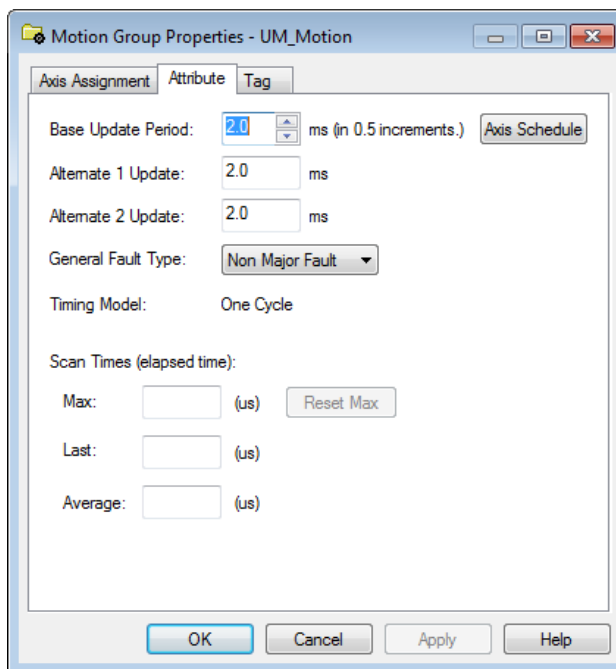 Motion Group Properties - UM_Motion
Axis Assignment Attribute Tag
Base Update Period: 2.0 ms (in 0.5 increments.) Axis Schedule
Alternate 1 Update: 2.0 ms
Alternate 2 Update: 2.0 ms
General Fault Type: Non Major Fault
Timing Model: One Cycle
Scan Times (elapsed time):
Max: (us) Reset Max
Last: (us)
Average: (us)
OK Cancel Apply Help